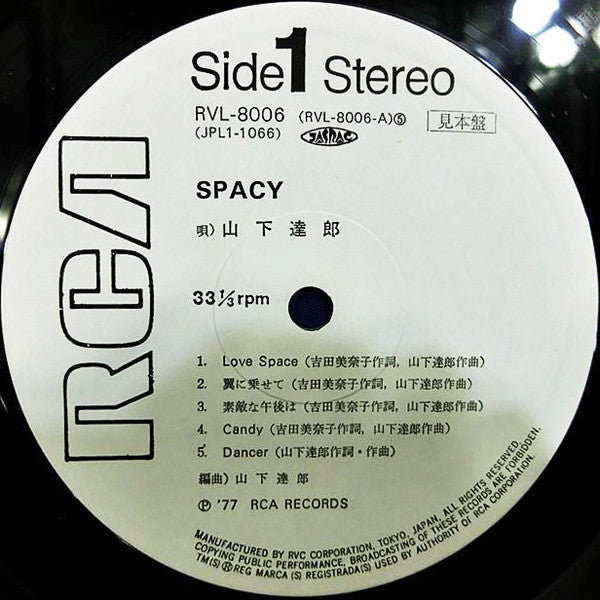 Side 1 Stereo
RVL-8006 (RVL-8006-A)⑤
(JPL1-1066) JASRAC 見本盤
RCA
SPACY
唄) 山下達郎
33 1/3 rpm
1. Love Space (吉田美奈子作詞, 山下達郎作曲)
2. 翼に乗せて (吉田美奈子作詞, 山下達郎作曲)
3. 素敵な午後は (吉田美奈子作詞, 山下達郎作曲)
4. Candy (吉田美奈子作詞, 山下達郎作曲)
5. Dancer (山下達郎作詞・作曲)
編曲) 山下達郎
Ⓟ '77 RCA RECORDS
MANUFACTURED BY RVC CORPORATION, TOKYO, JAPAN. ALL RIGHTS RESERVED. UNAUTHORIZED
COPYING PUBLIC PERFORMANCE, BROADCASTING OF THESE RECORDS ARE FORBIDDEN.
TM(S) ® REG MARCA(S) REGISTRADA(S) USED BY AUTHORITY OF RCA CORPORATION.